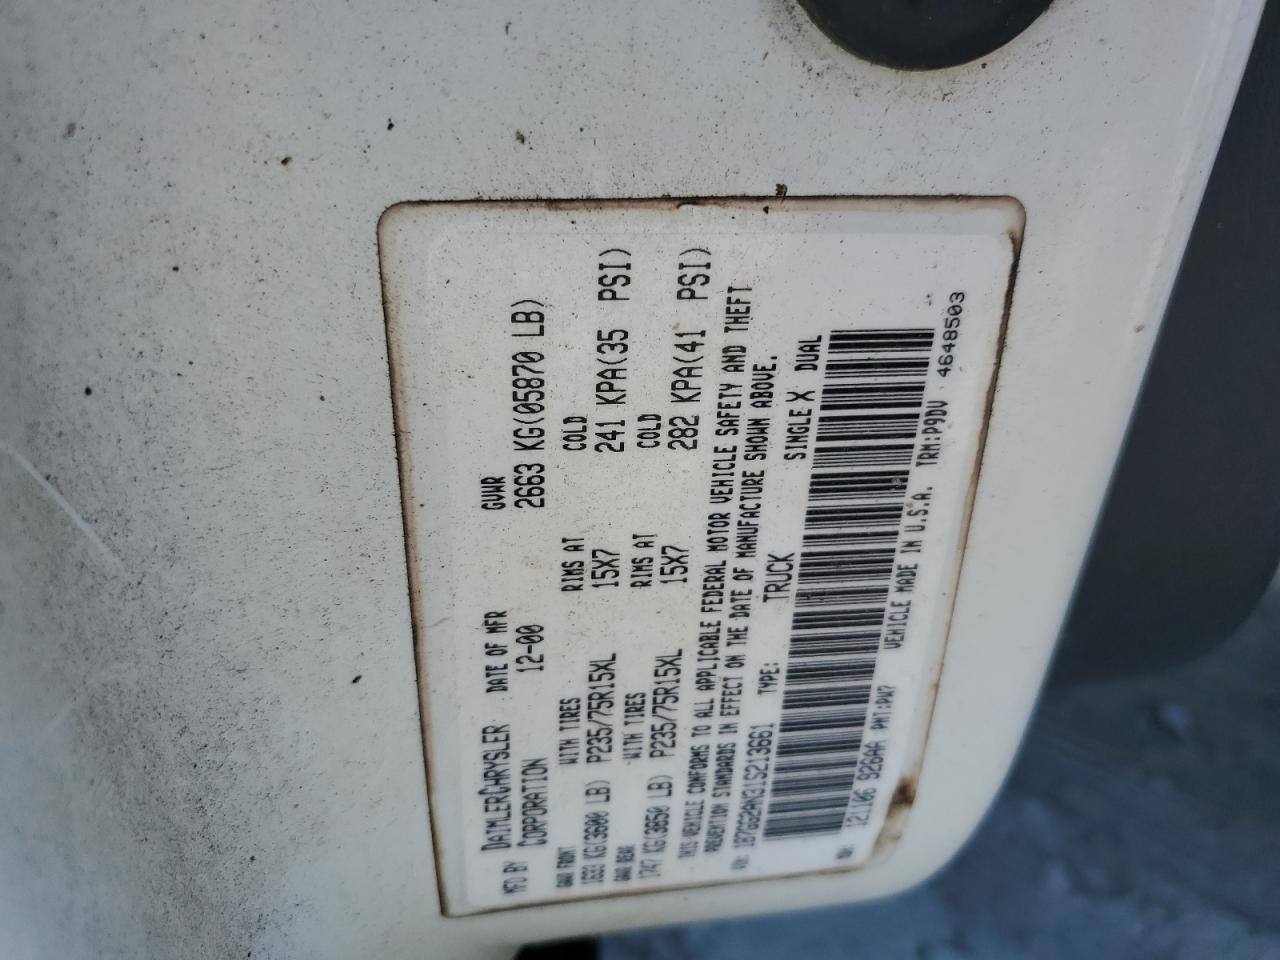 MFD BY DAIMLERCHRYSLER CORPORATION DATE OF MFR 12-00 GVWR 2663 KG(05870 LB)
GAWR FRONT WITH TIRES RIMS AT COLD
1633 KG(3600 LB) P235/75R15XL 15X7 241 KPA(35 PSI)
GAWR REAR WITH TIRES RIMS AT COLD
1747 KG(3850 LB) P235/75R15XL 15X7 282 KPA(41 PSI)
THIS VEHICLE CONFORMS TO ALL APPLICABLE FEDERAL MOTOR VEHICLE SAFETY AND THEFT
PREVENTION STANDARDS IN EFFECT ON THE DATE OF MANUFACTURE SHOWN ABOVE.
VIN: 1B7GG2AN31S213661 TYPE: TRUCK SINGLE X DUAL
MDH: 121106 926AA PNT:PW7 VEHICLE MADE IN U.S.A. TRM:P9DV 4648503